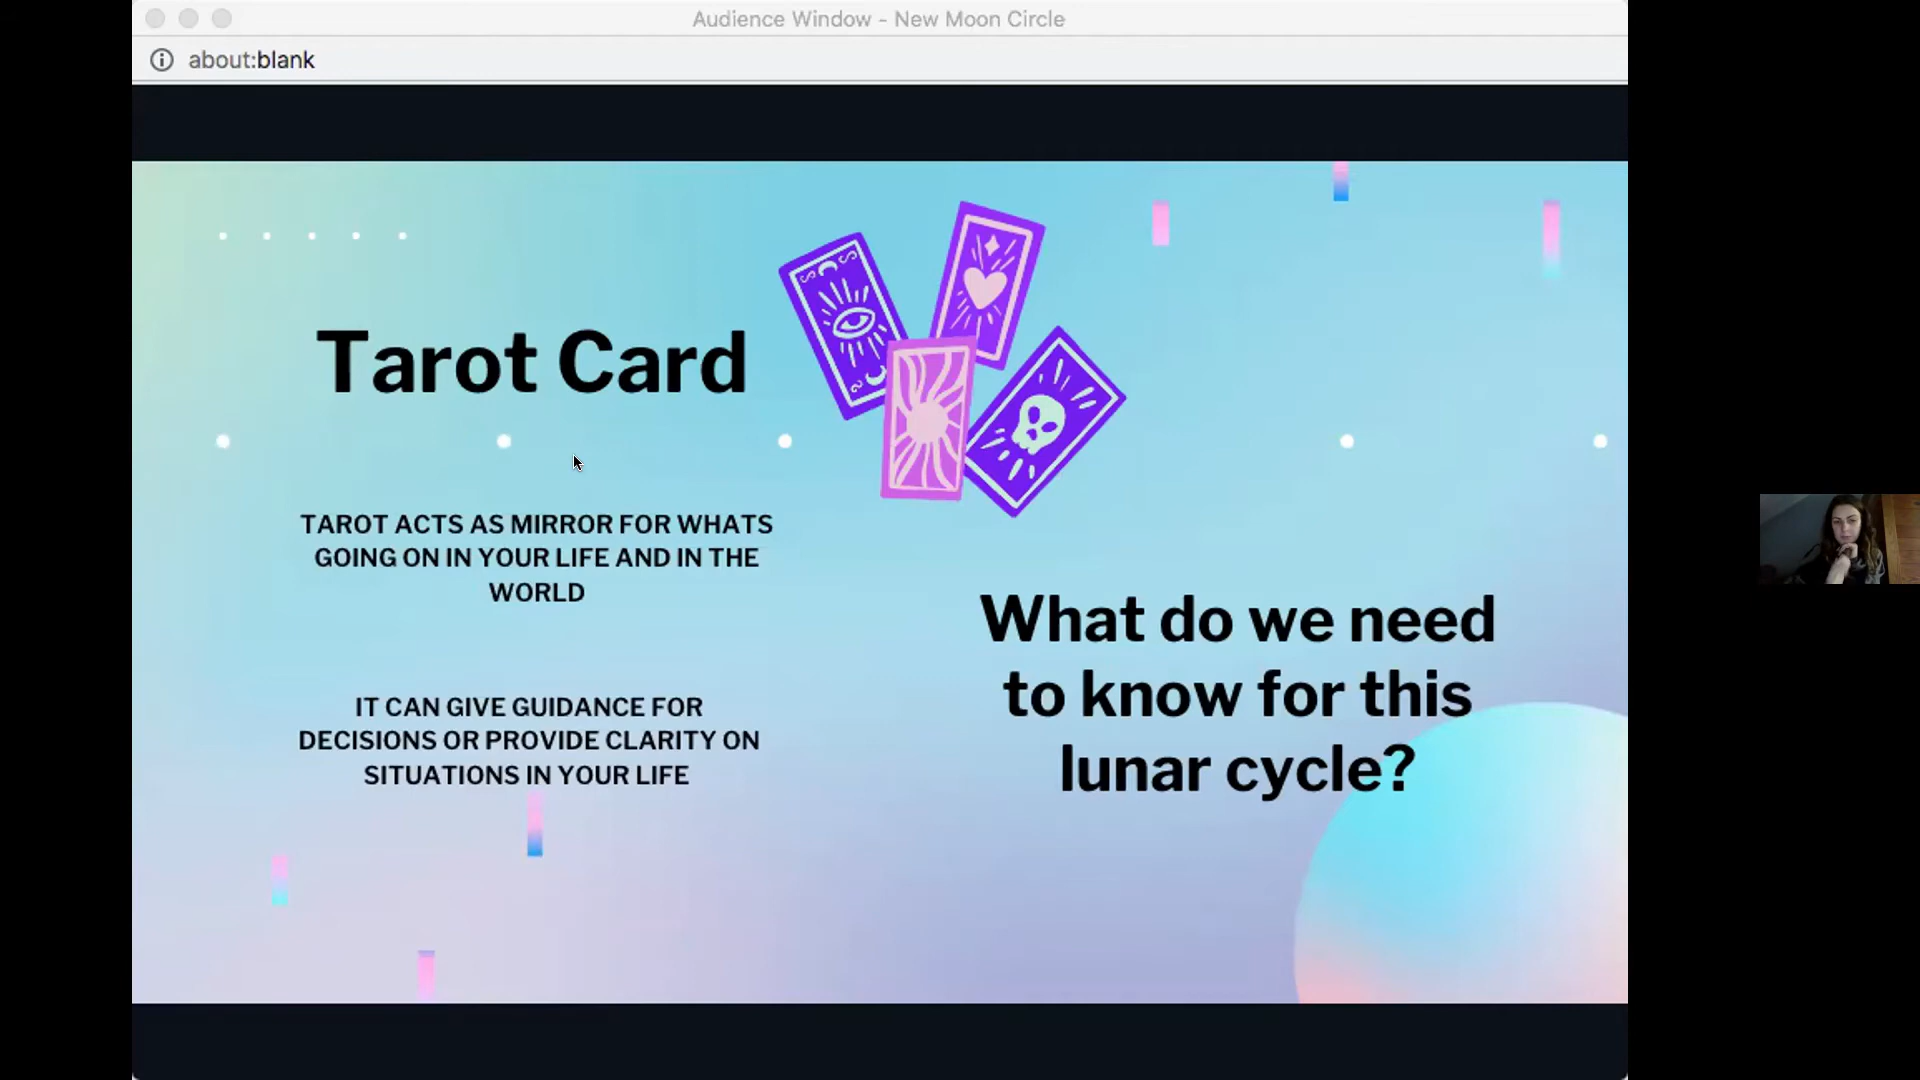 Audience Window - New Moon Circle
about:blank
Tarot Card
TAROT ACTS AS MIRROR FOR WHATS
GOING ON IN YOUR LIFE AND IN THE
WORLD
IT CAN GIVE GUIDANCE FOR
DECISIONS OR PROVIDE CLARITY ON
SITUATIONS IN YOUR LIFE
What do we need
to know for this
lunar cycle?